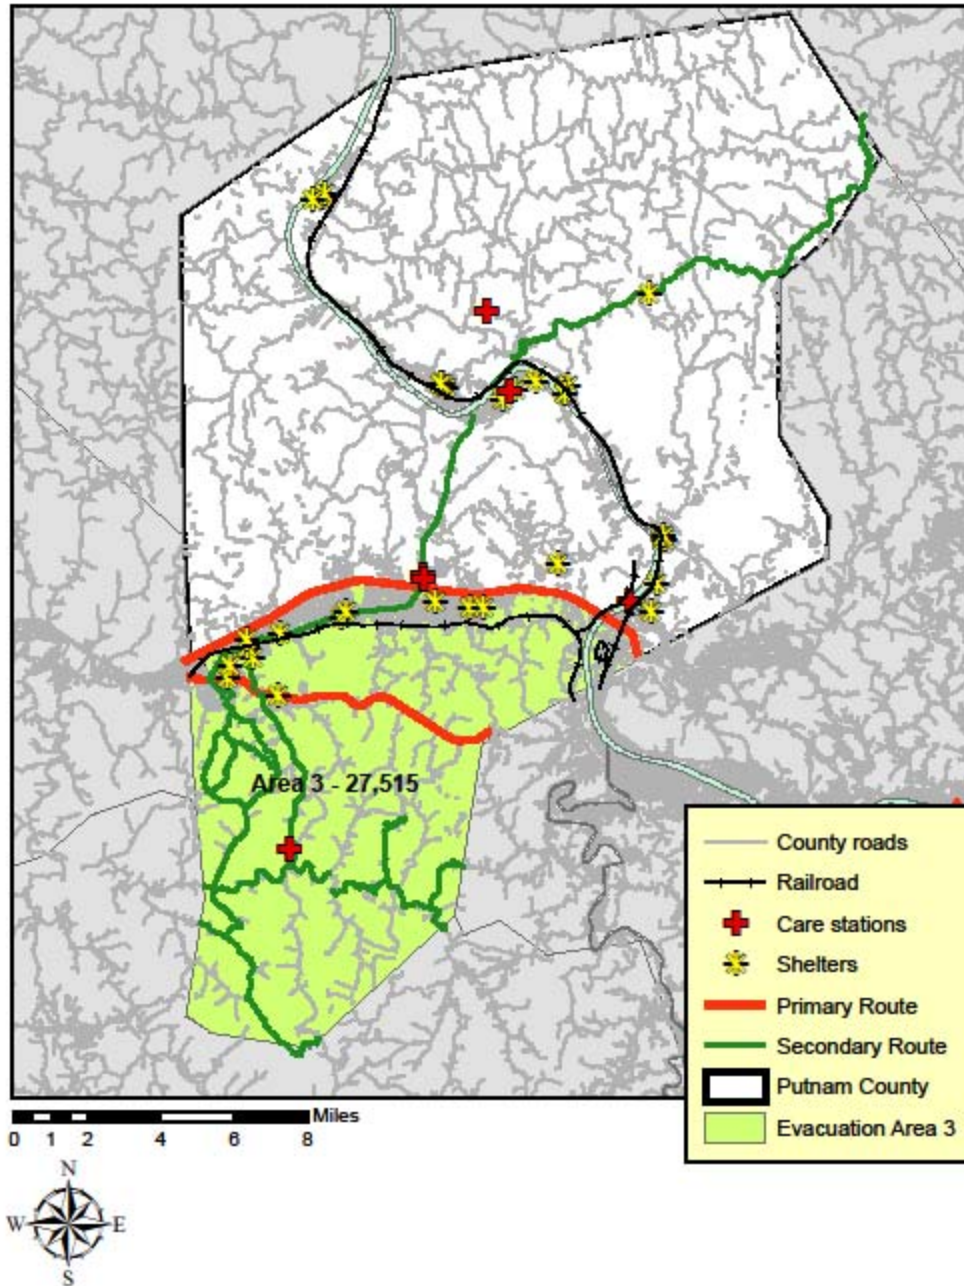 Area 3 - 27,515
County roads
Railroad
Care stations
Shelters
Primary Route
Secondary Route
Putnam County
Evacuation Area 3
Miles
0 1 2 4 6 8
N
W E
S